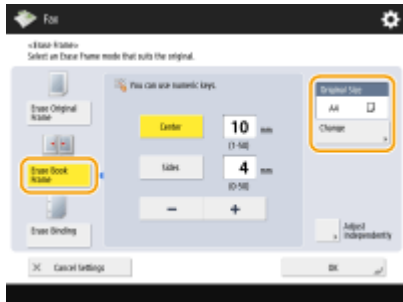 Fax
<Erase Frame>
Select an Erase Frame mode that suits the original.
Erase Original
Frame
Erase Book
Frame
Erase Binding
You can use numeric keys.
Center
10 mm
(1-50)
Sides
4 mm
(0-50)
−
+
Original Size
A4
Change
Adjust
Independently
× Cancel Settings
OK